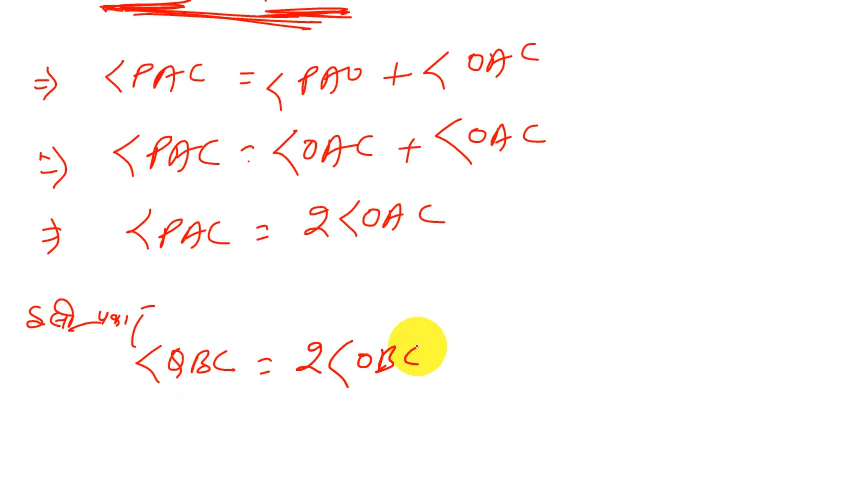 ⇒ <PAC = <PAO + <OAC
⇒ <PAC = <OAC + <OAC
⇒ <PAC = 2<OAC
<QBC = 2<OBC